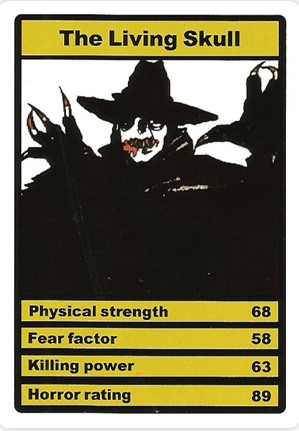 The Living Skull
Physical strength 68
Fear factor 58
Killing power 63
Horror rating 89